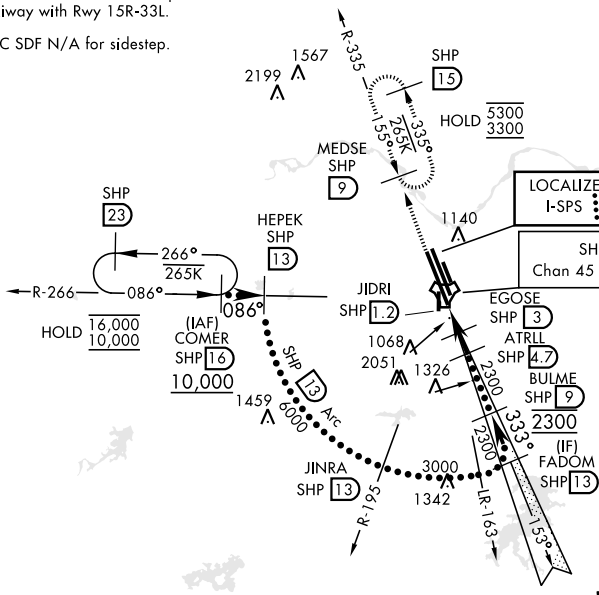 iway with Rwy 15R-33L.
C SDF N/A for sidestep.
R-335
1567
2199
SHP
15
335°
155°
265K
HOLD 5300
3300
MEDSE
SHP
9
LOCALIZE
I-SPS
1140
SH
Chan 45
SHP
23
266°
265K
R-266
086°
HOLD 16,000
10,000
HEPEK
SHP
13
086°
(IAF)
COMER
SHP 16
10,000
JIDRI
SHP 1.2
EGOSE
SHP 3
ATRLL
SHP 4.7
BULME
SHP 9
2300
(IF)
FADOM
SHP 13
1068
2051
1326
2300
2300
333°
153°
SHP 13 Arc
6000
1459
JINRA
SHP 13
R-195
3000
1342
LR-163